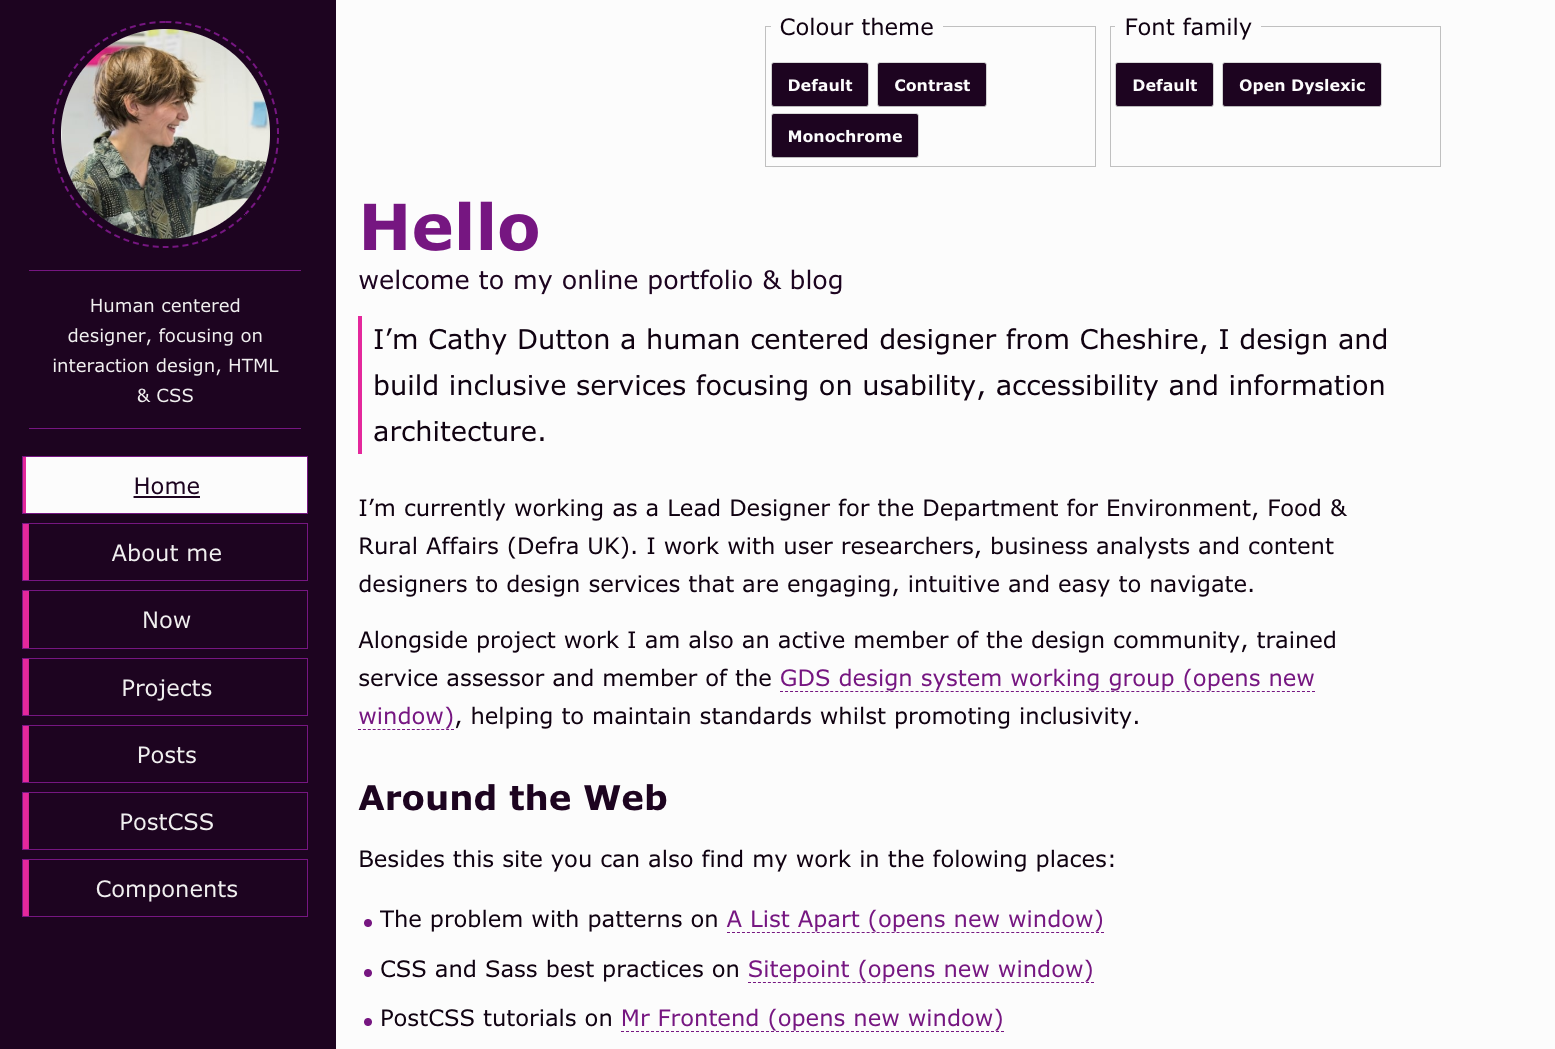 Human centered
designer, focusing on
interaction design, HTML
& CSS
Home
About me
Now
Projects
Posts
PostCSS
Components
Colour theme
Default
Contrast
Monochrome
Font family
Default
Open Dyslexic
Hello
welcome to my online portfolio & blog
I’m Cathy Dutton a human centered designer from Cheshire, I design and
build inclusive services focusing on usability, accessibility and information
architecture.
I’m currently working as a Lead Designer for the Department for Environment, Food &
Rural Affairs (Defra UK). I work with user researchers, business analysts and content
designers to design services that are engaging, intuitive and easy to navigate.
Alongside project work I am also an active member of the design community, trained
service assessor and member of the GDS design system working group (opens new
window), helping to maintain standards whilst promoting inclusivity.
Around the Web
Besides this site you can also find my work in the folowing places:
The problem with patterns on A List Apart (opens new window)
CSS and Sass best practices on Sitepoint (opens new window)
PostCSS tutorials on Mr Frontend (opens new window)